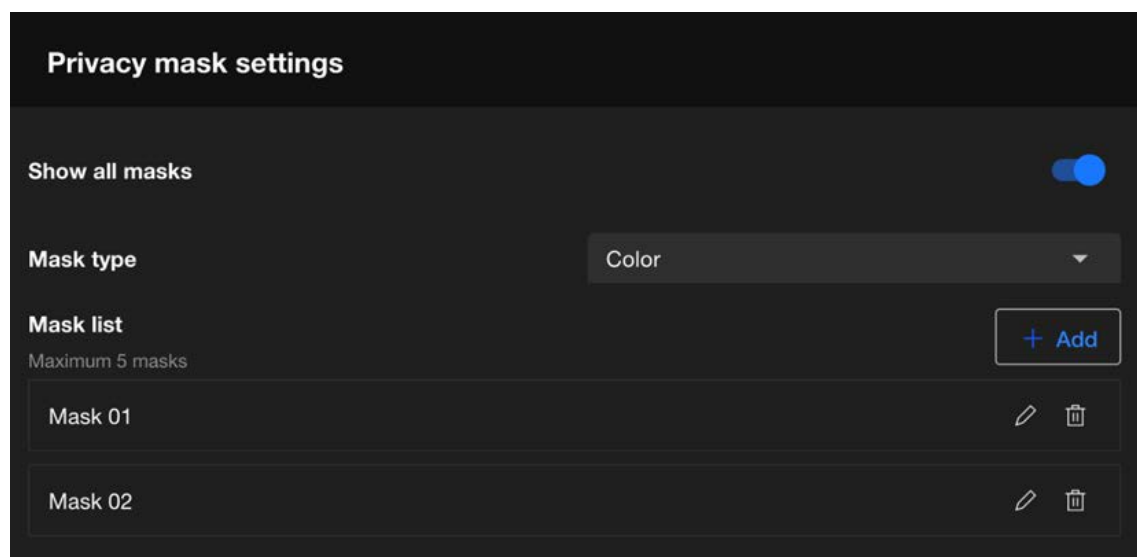 Privacy mask settings
Show all masks
Mask type
Color
Mask list
+ Add
Maximum 5 masks
Mask 01
Mask 02